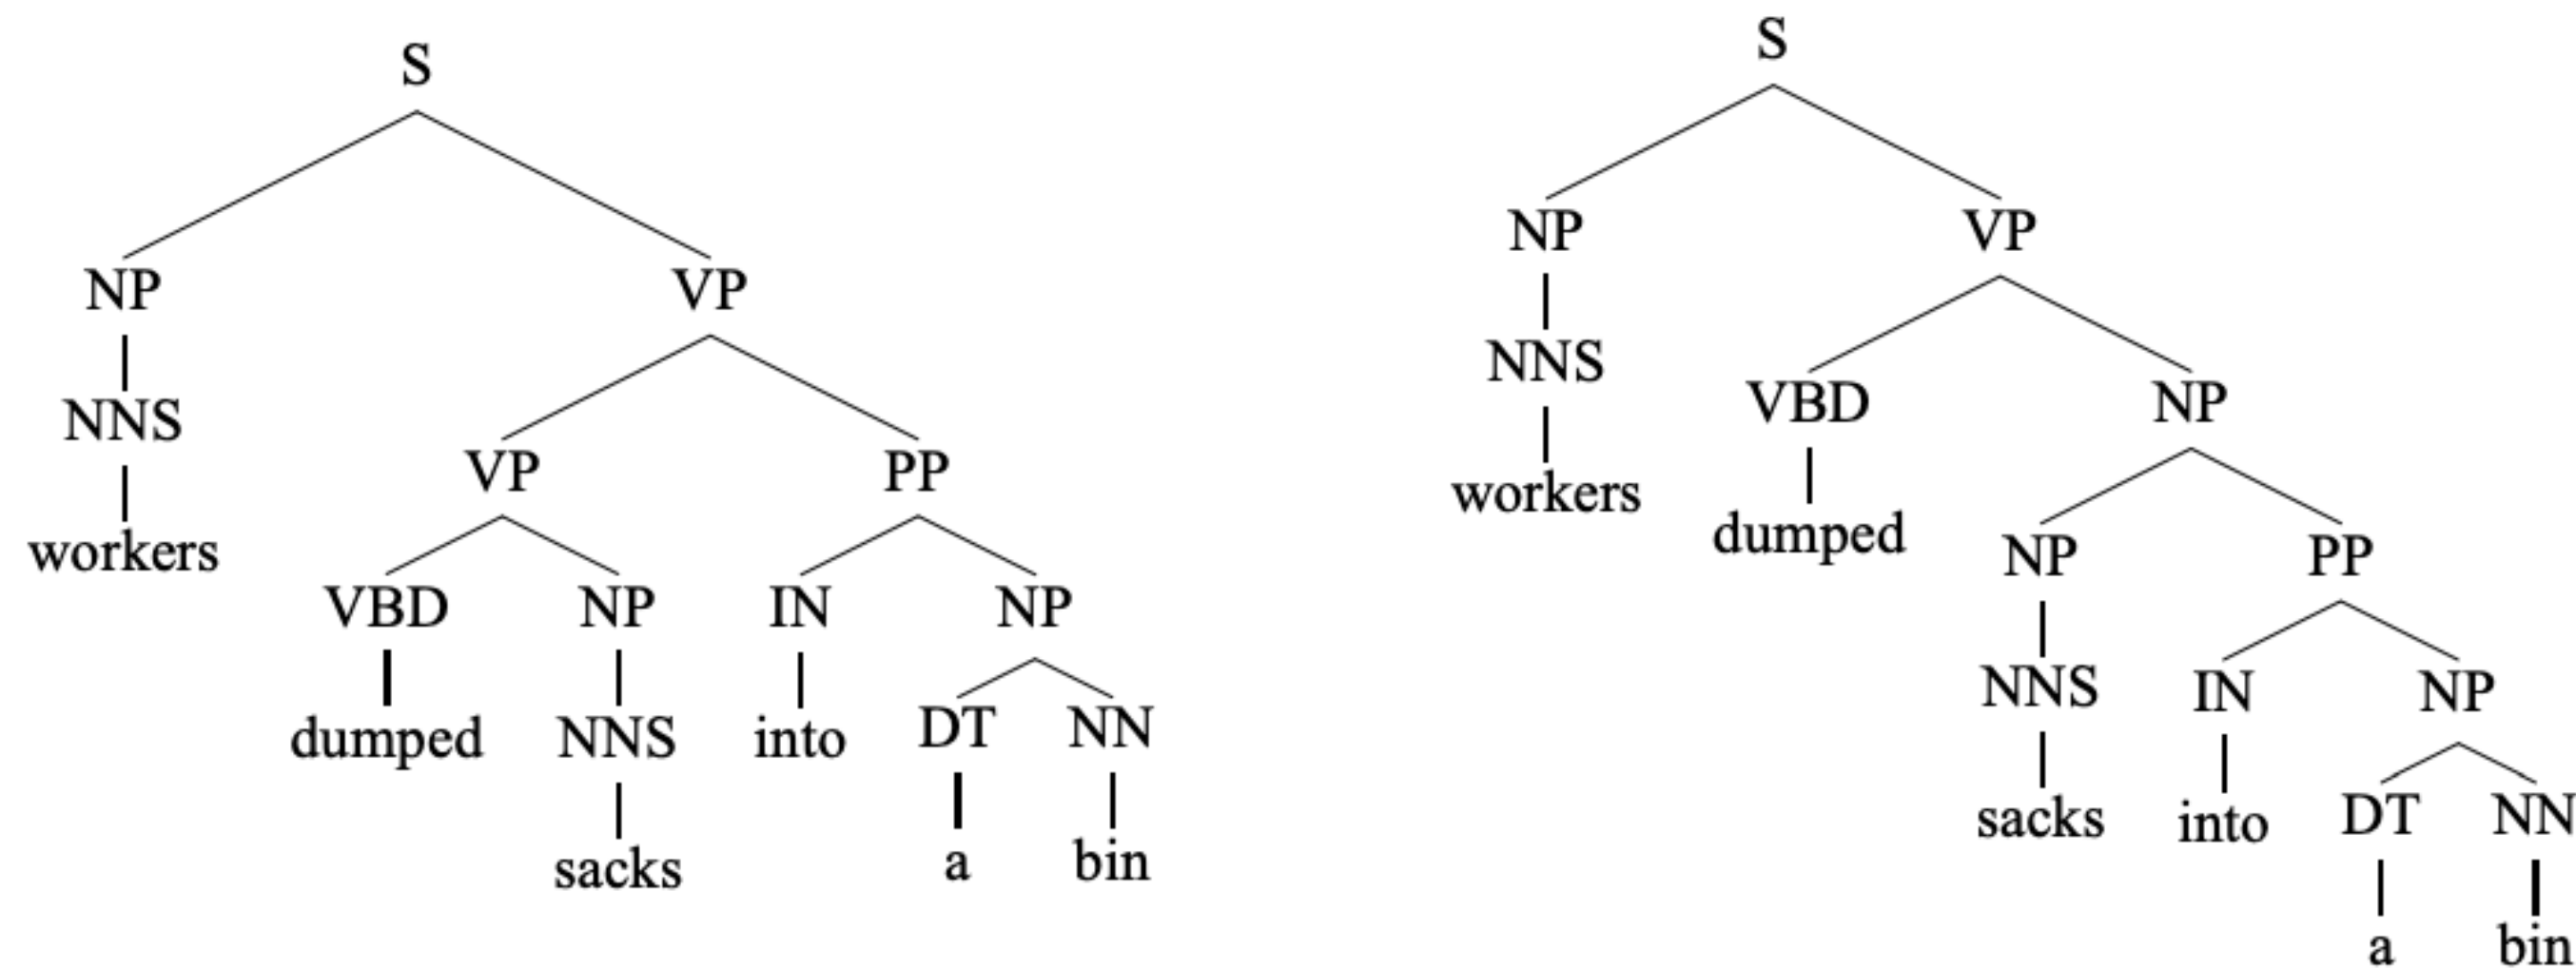 S
NP VP
NNS VP PP
workers VBD NP IN NP
dumped NNS into DT NN
sacks a bin
S
NP VP
NNS VBD NP
workers dumped NP PP
NNS IN NP
sacks into DT NN
a bin